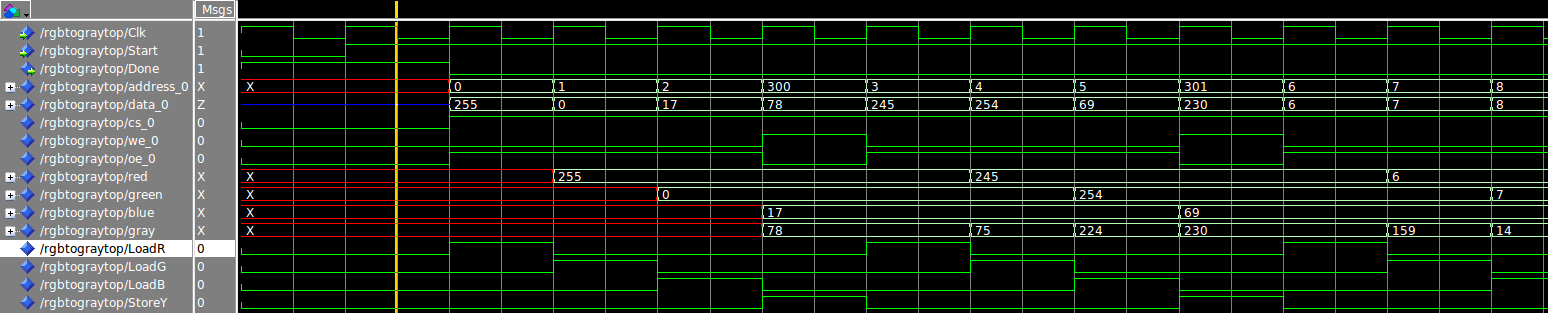 Msgs
/rgbtograytop/Clk 1
/rgbtograytop/Start 1
/rgbtograytop/Done 1
/rgbtograytop/address_0 X X 0 1 2 300 3 4 5 301 6 7 8
/rgbtograytop/data_0 Z 255 0 17 78 245 254 69 230 6 7 8
/rgbtograytop/cs_0 0
/rgbtograytop/we_0 0
/rgbtograytop/oe_0 0
/rgbtograytop/red X X 255 245 6
/rgbtograytop/green X X 0 254 7
/rgbtograytop/blue X X 17 69
/rgbtograytop/gray X X 78 75 224 230 159 14
/rgbtograytop/LoadR 0
/rgbtograytop/LoadG 0
/rgbtograytop/LoadB 0
/rgbtograytop/StoreY 0